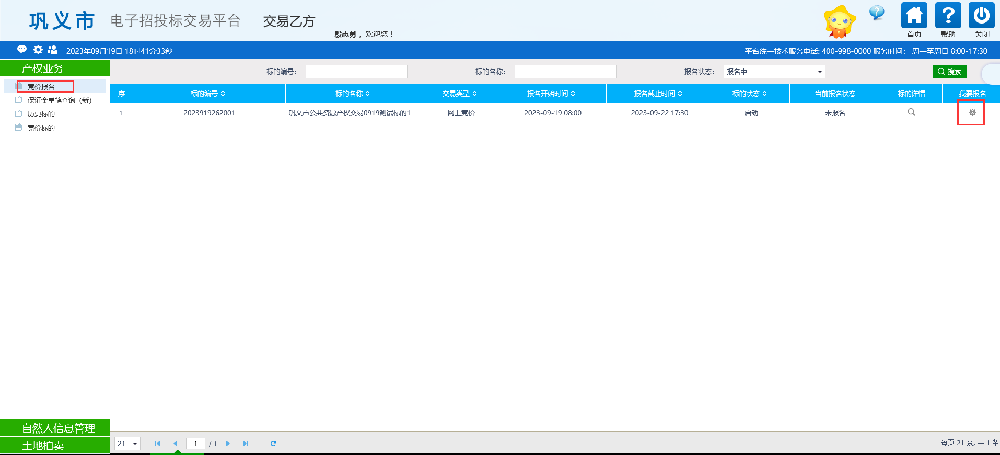 巩义市 电子招投标交易平台 交易乙方
殷志勇，欢迎您！
首页 帮助 关闭
2023年09月19日 18时41分33秒 平台统一技术服务电话: 400-998-0000 服务时间： 周一至周日 8:00-17:30
产权业务
竞价报名
保证金单笔查询（新）
历史标的
竞价标的
自然人信息管理
土地拍卖
标的编号： 标的名称： 报名状态： 报名中 搜索
序 标的编号 标的名称 交易类型 报名开始时间 报名截止时间 标的状态 当前报名状态 标的详情 我要报名
1 2023919262001 巩义市公共资源产权交易0919测试标的1 网上竞价 2023-09-19 08:00 2023-09-22 17:30 启动 未报名
21 1 / 1 每页 21 条, 共 1 条